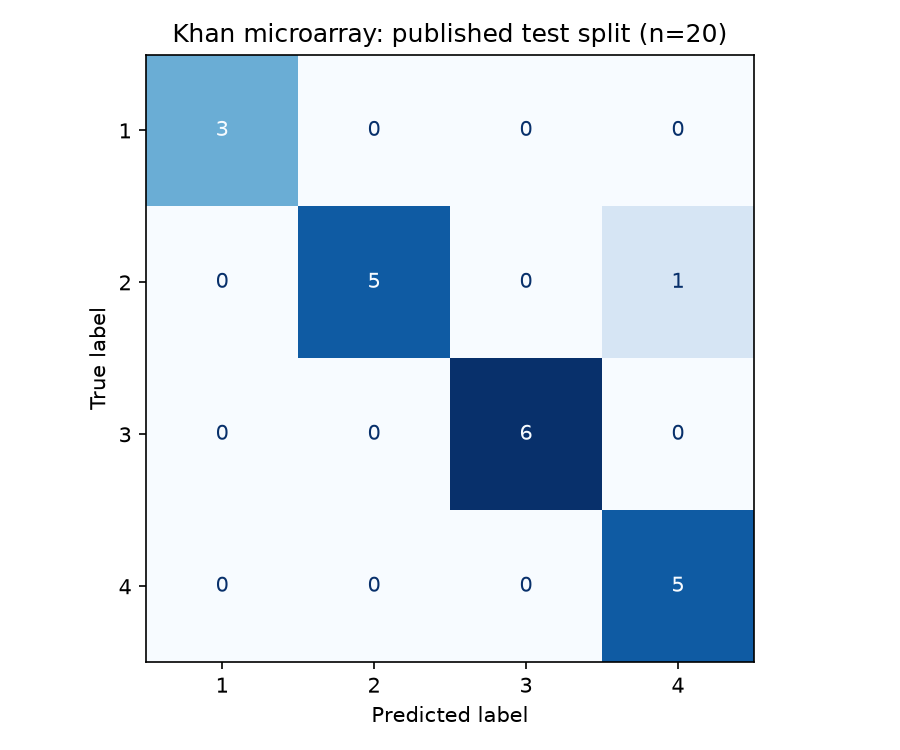 Khan microarray: published test split (n=20)
1 3 0 0 0
2 0 5 0 1
True label
3 0 0 6 0
4 0 0 0 5
1 2 3 4
Predicted label